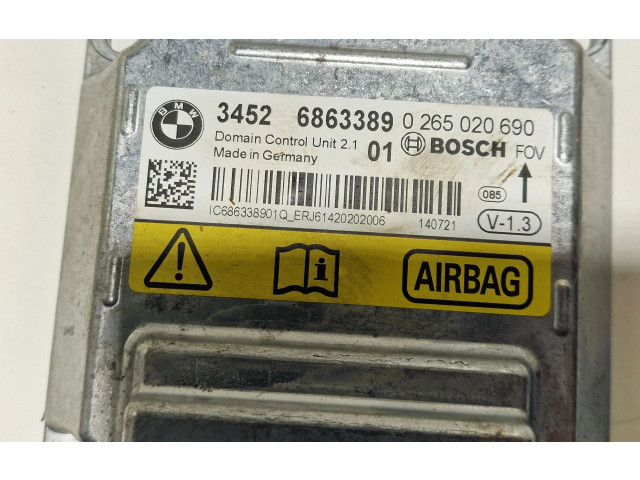 BMW
3452 6863389 0 265 020 690
Domain Control Unit 2.1 01 BOSCH FOV
Made in Germany
085
V-1.3
IC686338901Q_ERJ61420202006 140721
i
AIRBAG